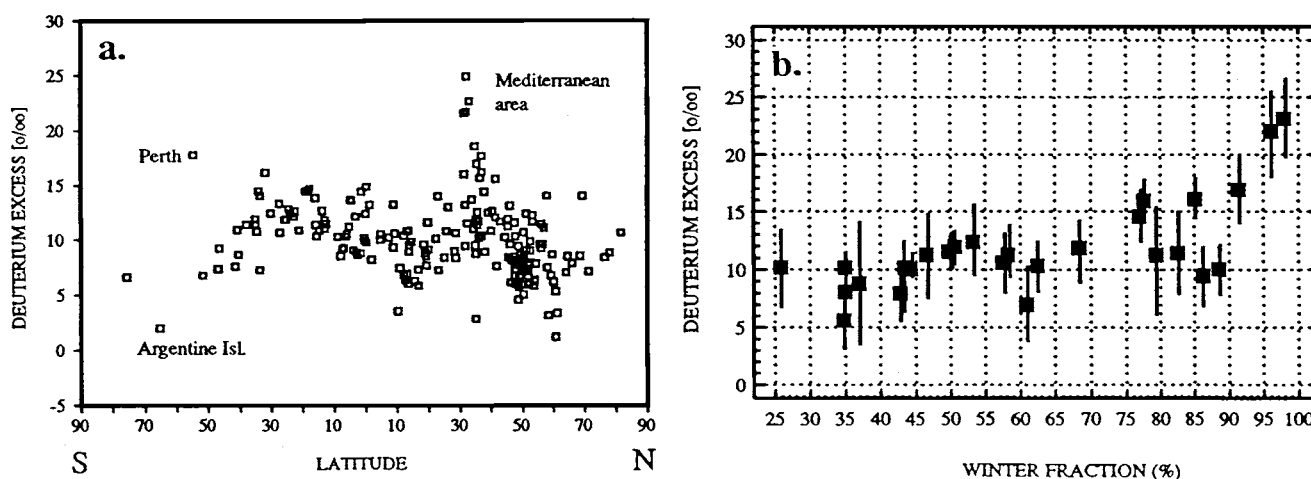 a.
30
25
20
15
10
5
0
-5
DEUTERIUM EXCESS [o/oo]
Mediterranean
area
Perth
Argentine Isl.
90 70 50 30 10 10 30 50 70 90
S LATITUDE N
b.
30
25
20
15
10
5
0
DEUTERIUM EXCESS [o/oo]
25 35 40 45 50 55 60 65 70 75 80 85 90 95 100
WINTER FRACTION (%)